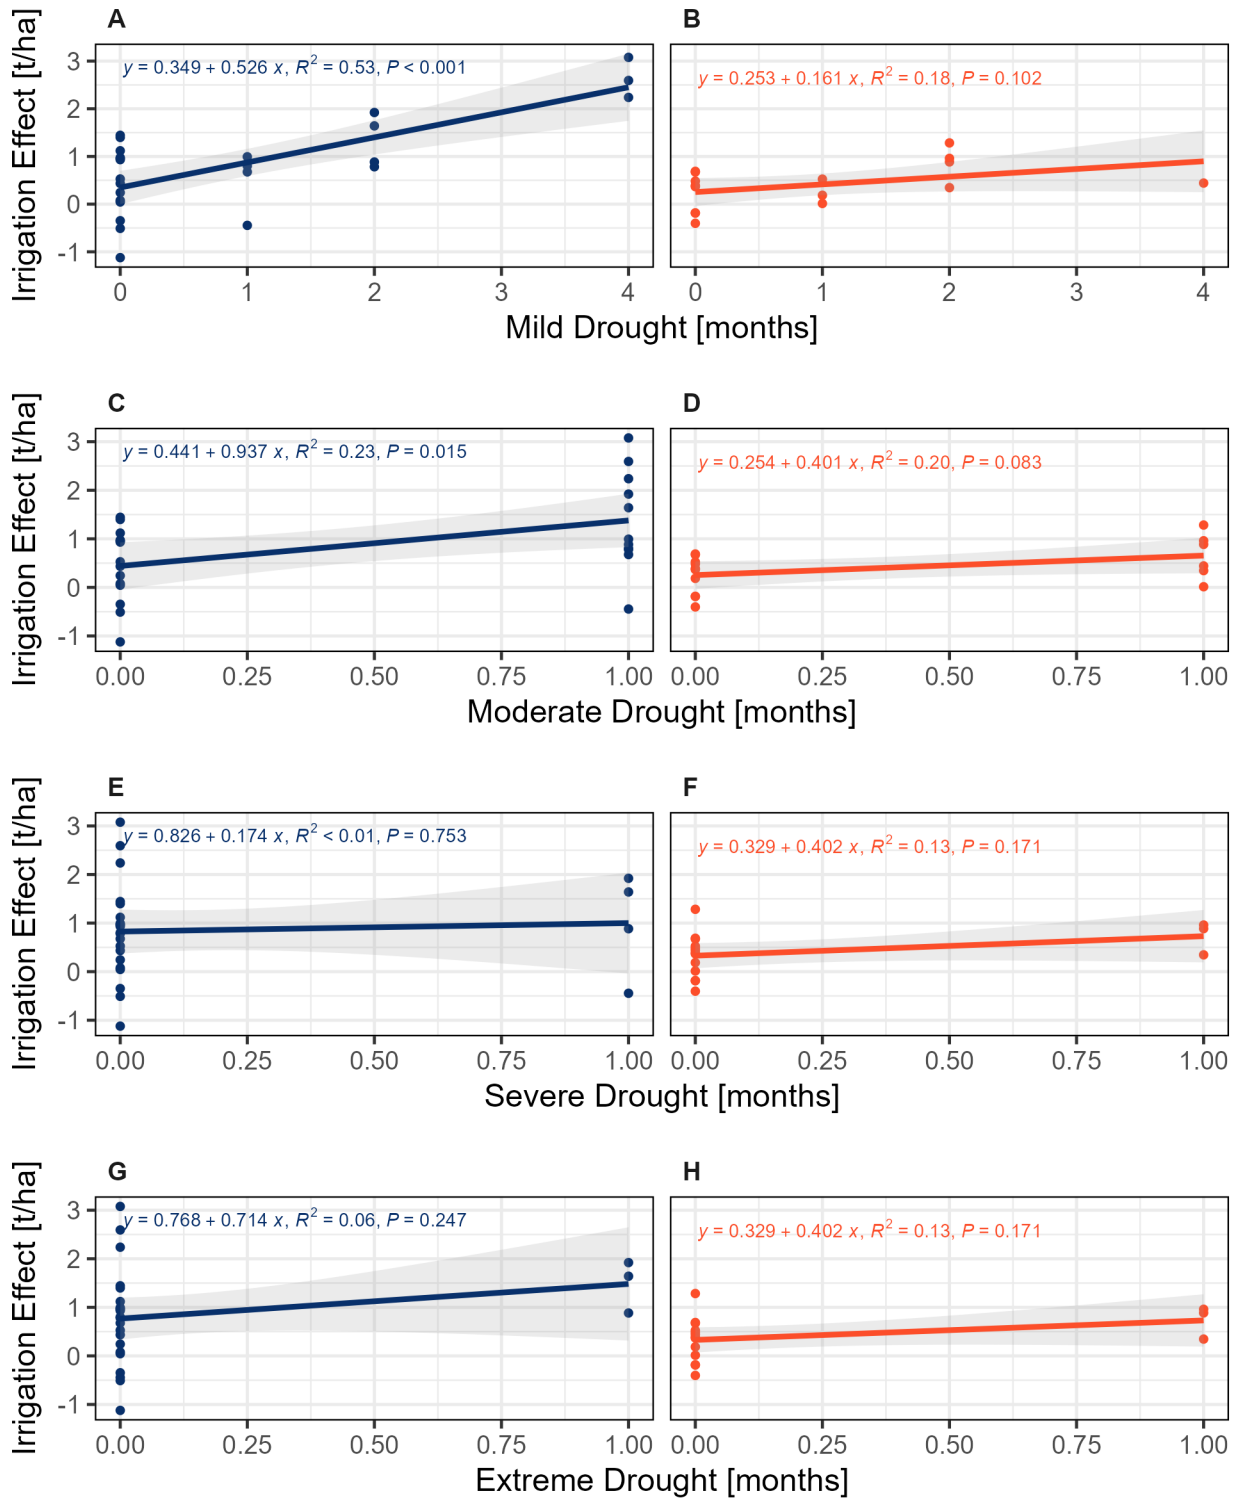 A B
Irrigation Effect [t/ha]
y = 0.349 + 0.526 x, R² = 0.53, P < 0.001
y = 0.253 + 0.161 x, R² = 0.18, P = 0.102
3
2
1
0
-1
0 1 2 3 4 0 1 2 3 4
Mild Drought [months]
C D
Irrigation Effect [t/ha]
y = 0.441 + 0.937 x, R² = 0.23, P = 0.015
y = 0.254 + 0.401 x, R² = 0.20, P = 0.083
3
2
1
0
-1
0.00 0.25 0.50 0.75 1.00 0.00 0.25 0.50 0.75 1.00
Moderate Drought [months]
E F
Irrigation Effect [t/ha]
y = 0.826 + 0.174 x, R² < 0.01, P = 0.753
y = 0.329 + 0.402 x, R² = 0.13, P = 0.171
3
2
1
0
-1
0.00 0.25 0.50 0.75 1.00 0.00 0.25 0.50 0.75 1.00
Severe Drought [months]
G H
Irrigation Effect [t/ha]
y = 0.768 + 0.714 x, R² = 0.06, P = 0.247
y = 0.329 + 0.402 x, R² = 0.13, P = 0.171
3
2
1
0
-1
0.00 0.25 0.50 0.75 1.00 0.00 0.25 0.50 0.75 1.00
Extreme Drought [months]